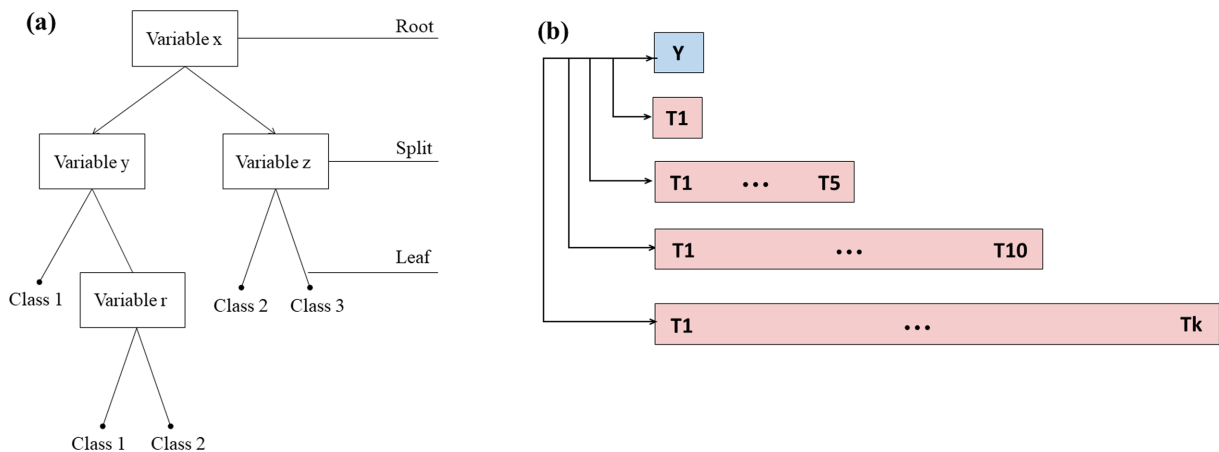 (a)
Variable x
Root
Variable y
Variable z
Split
Leaf
Class 1
Variable r
Class 2
Class 3
Class 1
Class 2
(b)
Y
T1
T1 ... T5
T1 ... T10
T1 ... Tk